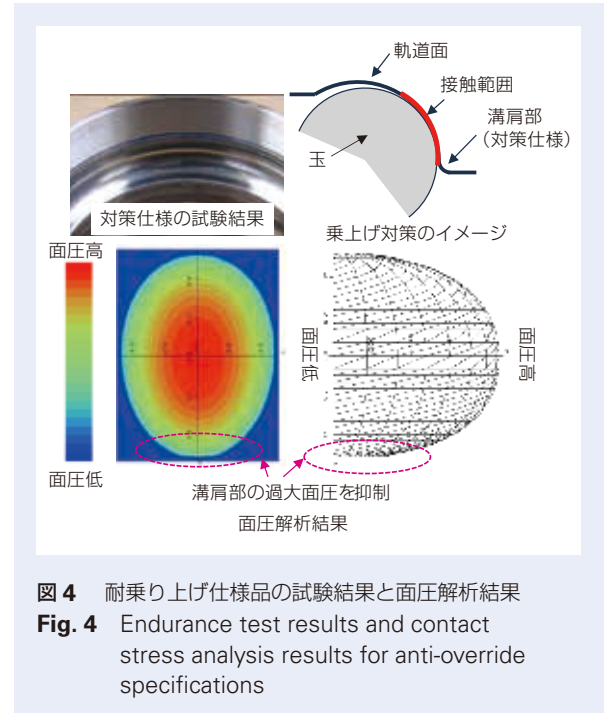 軌道面
接触範囲
溝肩部
（対策仕様）
玉
対策仕様の試験結果
乗上げ対策のイメージ
面圧高
面圧低
面圧低
面圧高
溝肩部の過大面圧を抑制
面圧解析結果
図 4 耐乗り上げ仕様品の試験結果と面圧解析結果
Fig. 4 Endurance test results and contact
stress analysis results for anti-override
specifications